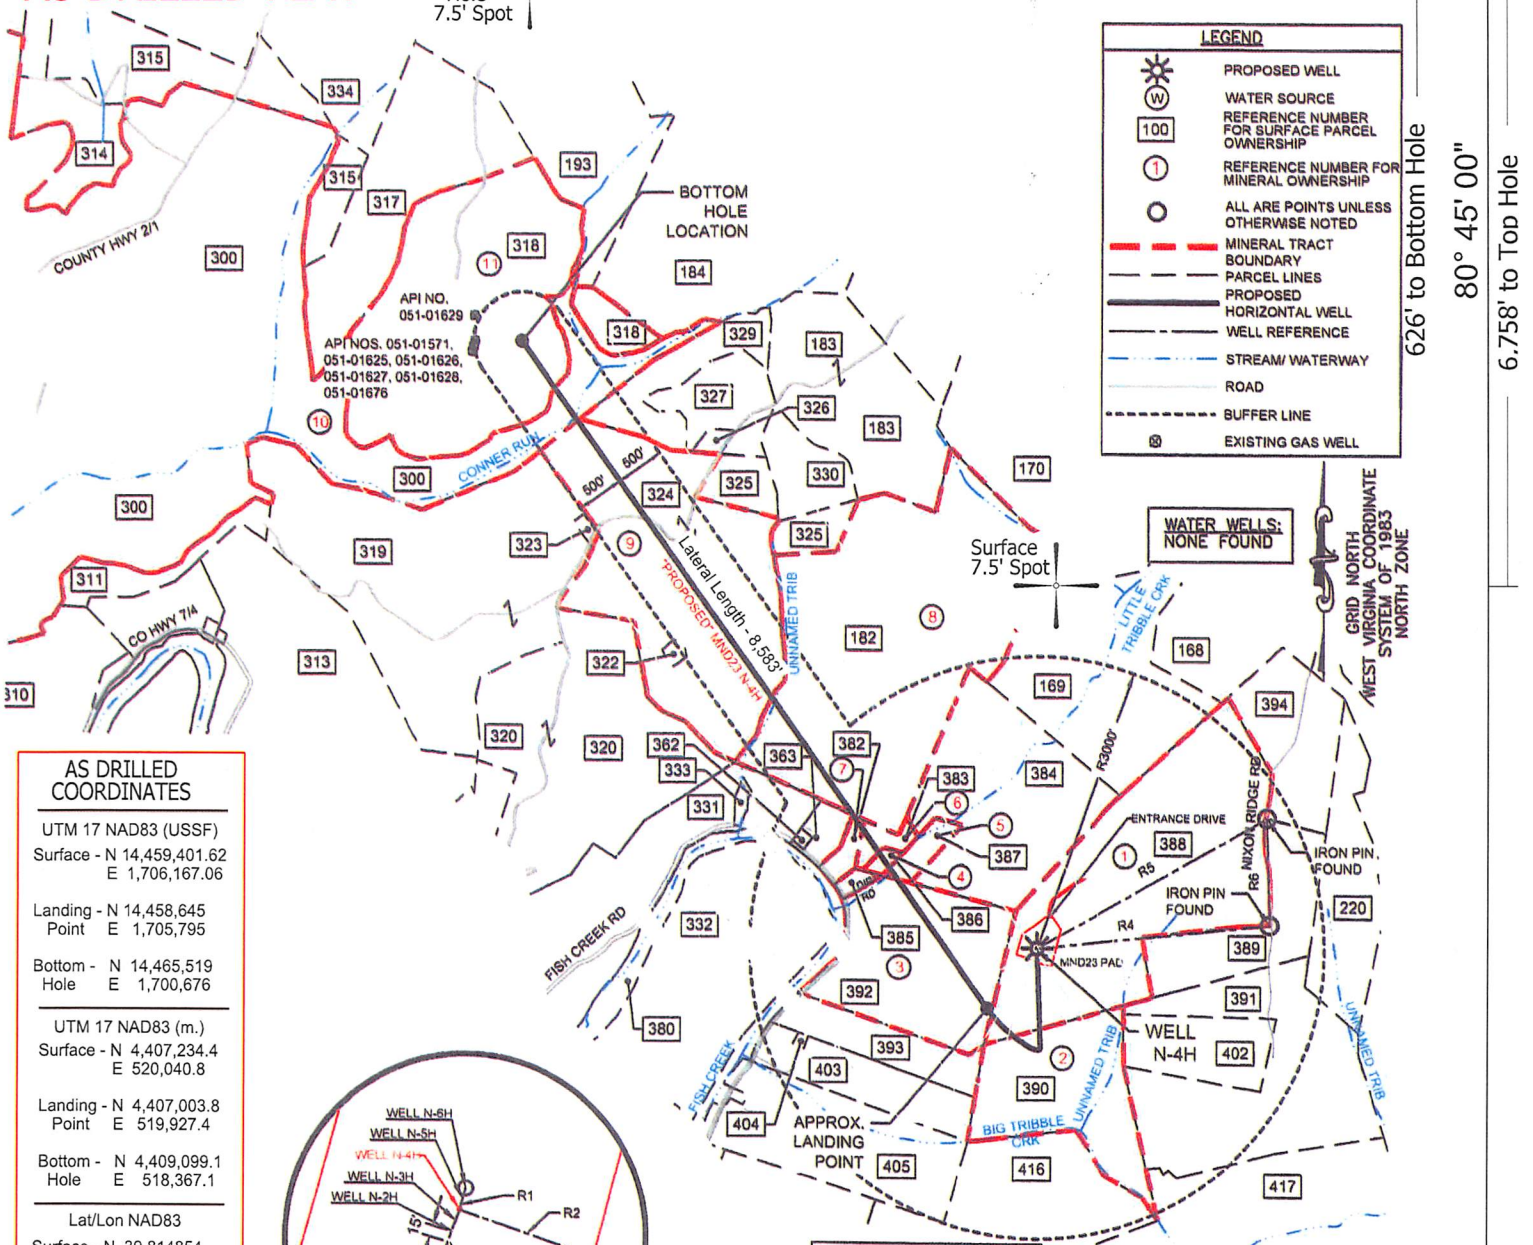 7.5' Spot
LEGEND
PROPOSED WELL
W
WATER SOURCE
100
REFERENCE NUMBER
FOR SURFACE PARCEL
OWNERSHIP
1
REFERENCE NUMBER FOR
MINERAL OWNERSHIP
ALL ARE POINTS UNLESS
OTHERWISE NOTED
MINERAL TRACT
BOUNDARY
PARCEL LINES
PROPOSED
HORIZONTAL WELL
WELL REFERENCE
STREAM/ WATERWAY
ROAD
BUFFER LINE
EXISTING GAS WELL
626' to Bottom Hole
80° 45' 00"
6,758' to Top Hole
315
334
314
315
317
193
BOTTOM
HOLE
LOCATION
COUNTY HWY 2/1
300
318
11
184
API NO.
051-01629
API NOS. 051-01571,
051-01625, 051-01626,
051-01627, 051-01628,
051-01676
318
329
183
327
326
183
10
CONNER RUN
300
500'
500'
324
325
330
170
300
323
319
9
325
311
CO HWY 7/4
Lateral Length - 8,583'
"PROPOSED" MND23 N-4H
UNNAMED TRIB
Surface
7.5' Spot
WATER WELLS:
NONE FOUND
GRID NORTH
WEST VIRGINIA COORDINATE
SYSTEM OF 1983
NORTH ZONE
LITTLE
TRIBBLE CRK
8
182
168
313
322
310
169
394
320
320
362
363
382
333
7
383
384
R3000'
331
6
5
387
ENTRANCE DRIVE
1
388
NIXON RIDGE RD
R5
R6
IRON PIN
FOUND
4
RD
386
IRON PIN
FOUND
R4
220
332
385
389
FISH CREEK RD
3
MND23 PAD
392
391
380
393
WELL
N-4H
402
2
403
390
UNNAMED TRIB
UNNAMED TRIB
FISH CREEK
404
APPROX.
LANDING
POINT
BIG TRIBBLE
CRK
405
416
417
AS DRILLED
COORDINATES
UTM 17 NAD83 (USSF)
Surface - N 14,459,401.62
E 1,706,167.06
Landing - N 14,458,645
Point E 1,705,795
Bottom - N 14,465,519
Hole E 1,700,676
UTM 17 NAD83 (m.)
Surface - N 4,407,234.4
E 520,040.8
Landing - N 4,407,003.8
Point E 519,927.4
Bottom - N 4,409,099.1
Hole E 518,367.1
Lat/Lon NAD83
WELL N-6H
WELL N-5H
WELL N-4H
WELL N-3H
WELL N-2H
R1
R2
15'